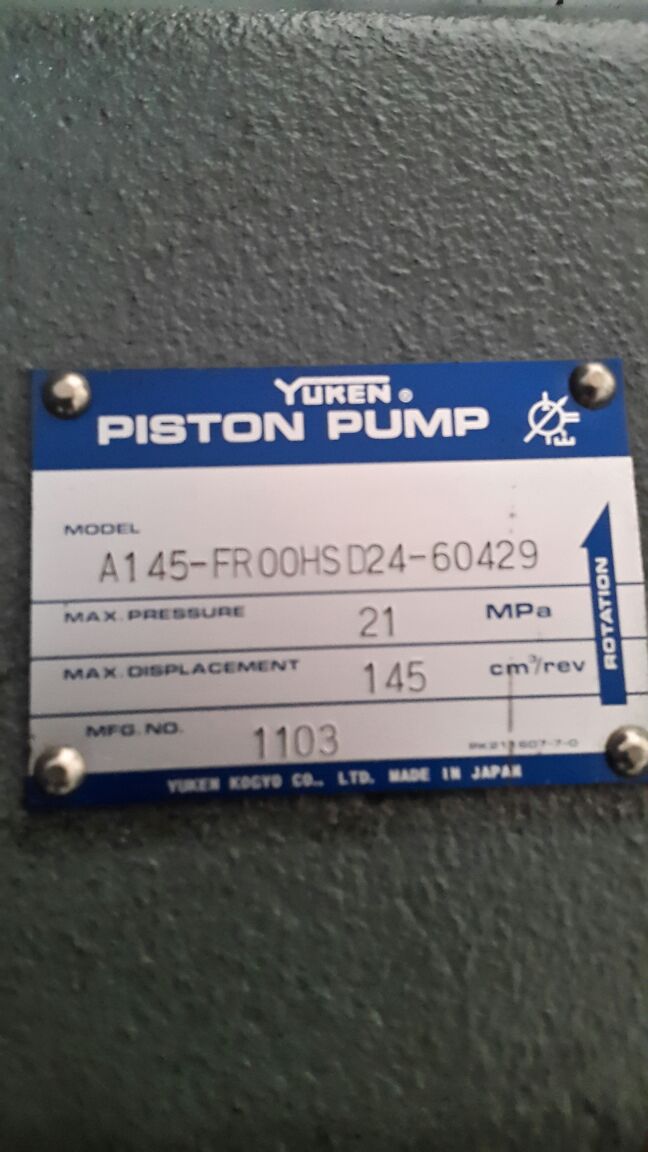 YUKEN ®
PISTON PUMP
MODEL
A145-FR00HSD24-60429
MAX. PRESSURE 21 MPa
MAX. DISPLACEMENT 145 cm³/rev
MFG. NO. 1103
YUKEN KOGYO CO., LTD. MADE IN JAPAN
ROTATION